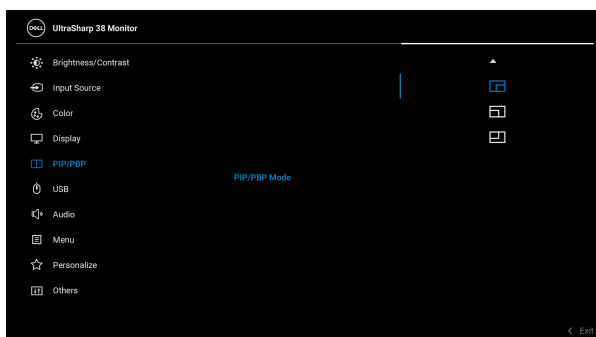 DELL UltraSharp 38 Monitor
Brightness/Contrast
Input Source
Color
Display
PIP/PBP
PIP/PBP Mode
USB
Audio
Menu
Personalize
Others
Exit